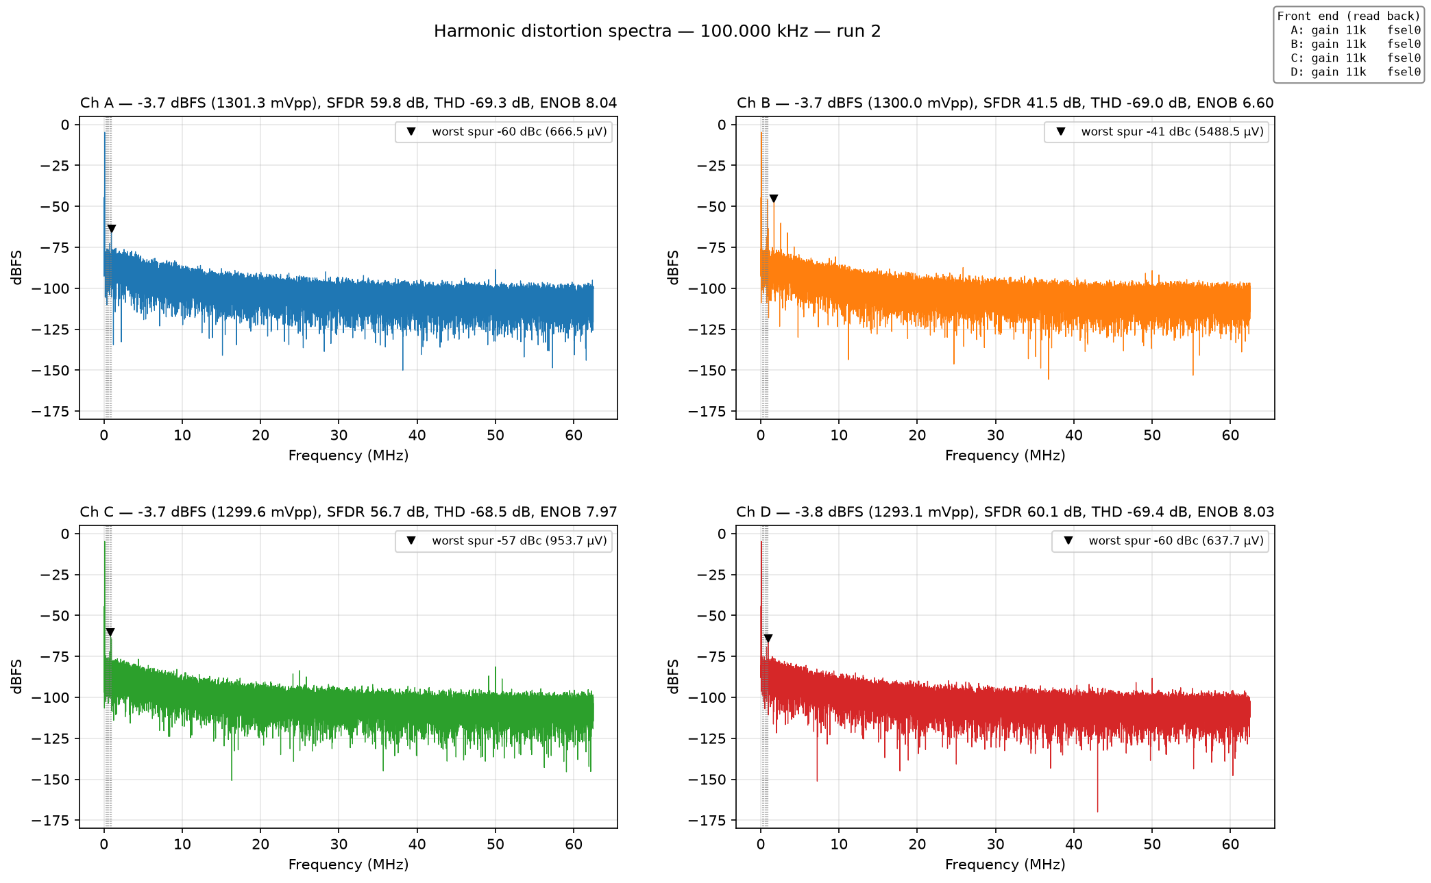 Harmonic distortion spectra — 100.000 kHz — run 2
Front end (read back)
A: gain 11k fsel0
B: gain 11k fsel0
C: gain 11k fsel0
D: gain 11k fsel0
Ch A — -3.7 dBFS (1301.3 mVpp), SFDR 59.8 dB, THD -69.3 dB, ENOB 8.04
worst spur -60 dBc (666.5 µV)
dBFS
0
−25
−50
−75
−100
−125
−150
−175
0 10 20 30 40 50 60
Frequency (MHz)
Ch B — -3.7 dBFS (1300.0 mVpp), SFDR 41.5 dB, THD -69.0 dB, ENOB 6.60
worst spur -41 dBc (5488.5 µV)
dBFS
0
−25
−50
−75
−100
−125
−150
−175
0 10 20 30 40 50 60
Frequency (MHz)
Ch C — -3.7 dBFS (1299.6 mVpp), SFDR 56.7 dB, THD -68.5 dB, ENOB 7.97
worst spur -57 dBc (953.7 µV)
dBFS
0
−25
−50
−75
−100
−125
−150
−175
0 10 20 30 40 50 60
Frequency (MHz)
Ch D — -3.8 dBFS (1293.1 mVpp), SFDR 60.1 dB, THD -69.4 dB, ENOB 8.03
worst spur -60 dBc (637.7 µV)
dBFS
0
−25
−50
−75
−100
−125
−150
−175
0 10 20 30 40 50 60
Frequency (MHz)